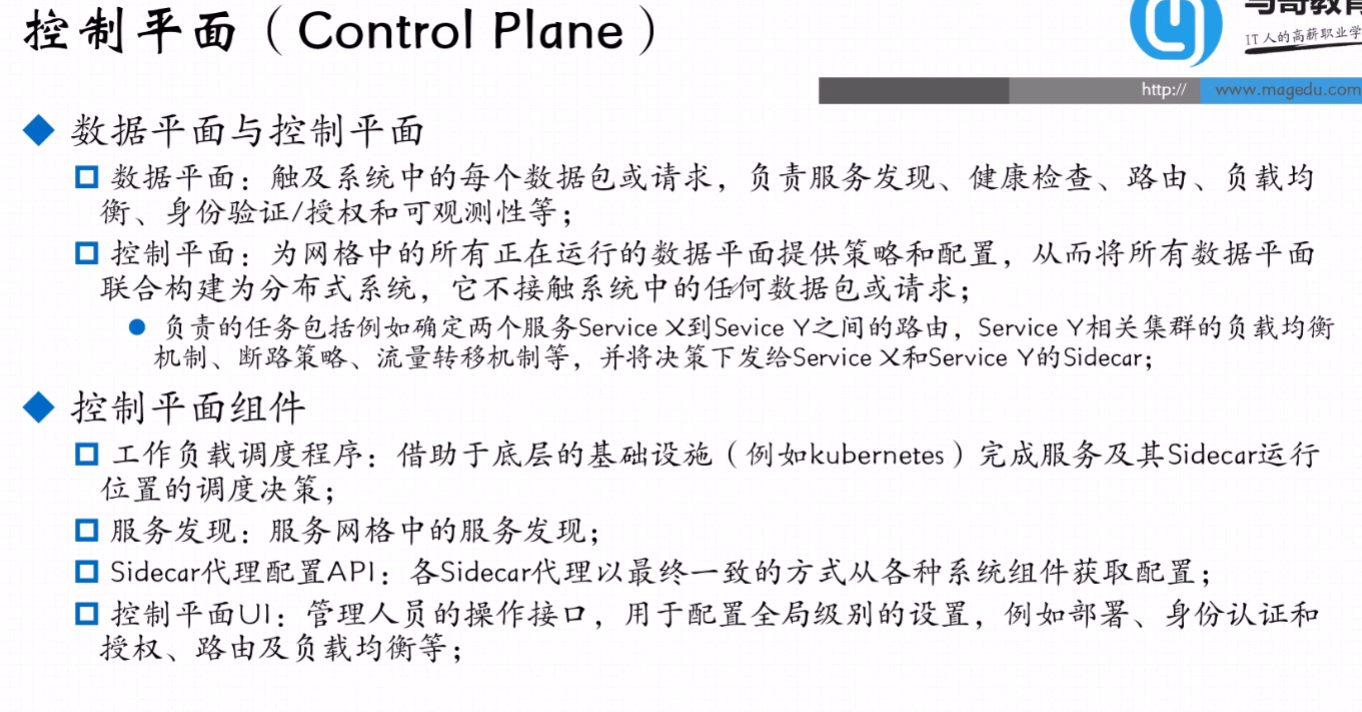 控制平面（Control Plane）
马哥教育
IT人的高薪职业学
http:// www.magedu.com
◆ 数据平面与控制平面
数据平面：触及系统中的每个数据包或请求，负责服务发现、健康检查、路由、负载均
衡、身份验证/授权和可观测性等；
控制平面：为网格中的所有正在运行的数据平面提供策略和配置，从而将所有数据平面
联合构建为分布式系统，它不接触系统中的任何数据包或请求；
● 负责的任务包括例如确定两个服务Service X到Sevice Y之间的路由，Service Y相关集群的负载均衡
机制、断路策略、流量转移机制等，并将决策下发给Service X和Service Y的Sidecar；
◆ 控制平面组件
工作负载调度程序：借助于底层的基础设施（例如kubernetes）完成服务及其Sidecar运行
位置的调度决策；
服务发现：服务网格中的服务发现；
Sidecar代理配置API：各Sidecar代理以最终一致的方式从各种系统组件获取配置；
控制平面UI：管理人员的操作接口，用于配置全局级别的设置，例如部署、身份认证和
授权、路由及负载均衡等；